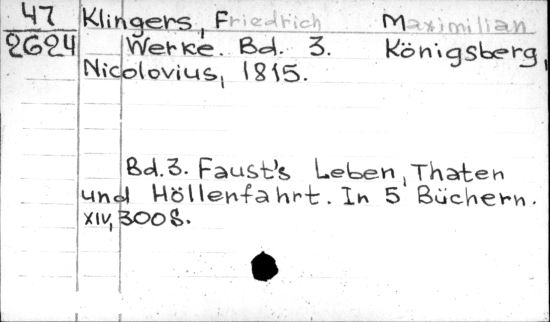 47 Klingers, Friedrich Maximilian
2624 Werke. Bd. 3. Königsberg,
Nicolovius, 1815.
Bd. 3. Faust's Leben, Thaten
und Höllenfahrt. In 5 Büchern.
XIV, 300 S.